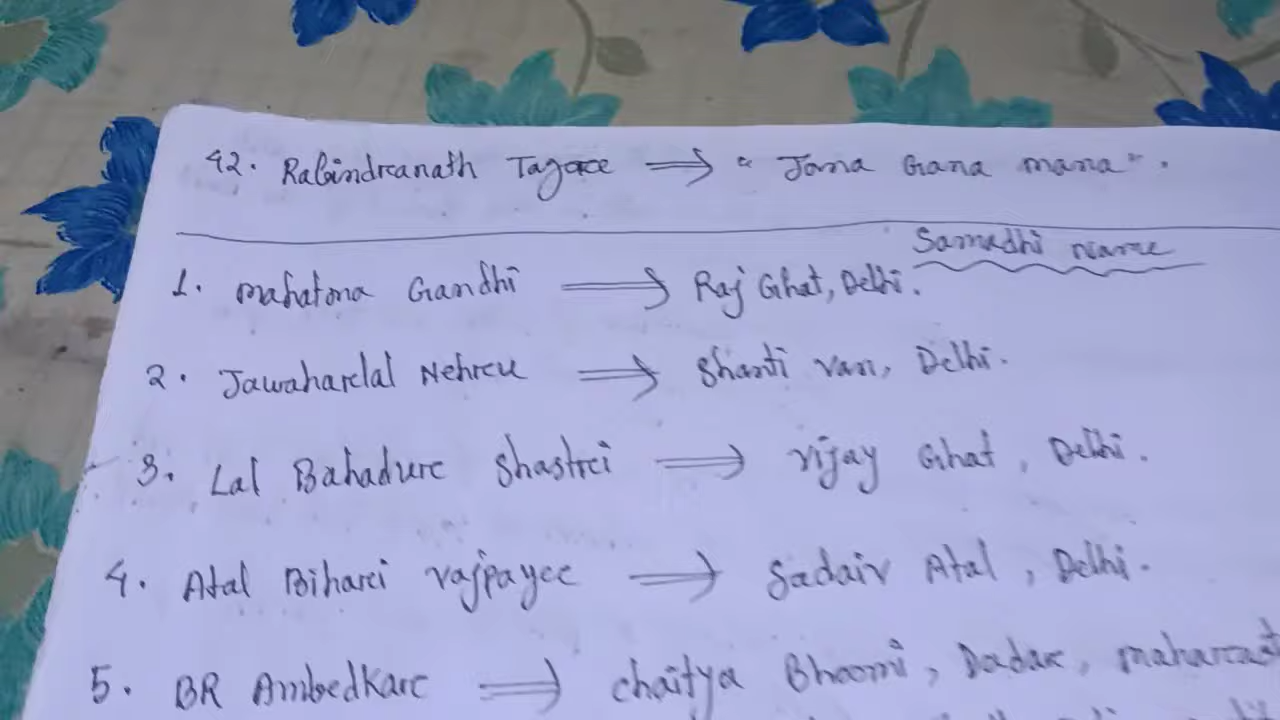 42. Rabindranath Tagore ⇒ "Jana Gana mana".
Samadhi name
1. Mahatma Gandhi ⇒ Raj Ghat, Delhi.
2. Jawaharlal Nehru ⇒ Shanti Van, Delhi.
3. Lal Bahadur Shastri ⇒ Vijay Ghat, Delhi.
4. Atal Bihari Vajpayee ⇒ Sadaiv Atal, Delhi.
5. BR Ambedkar ⇒ Chaitya Bhoomi, Dadar,